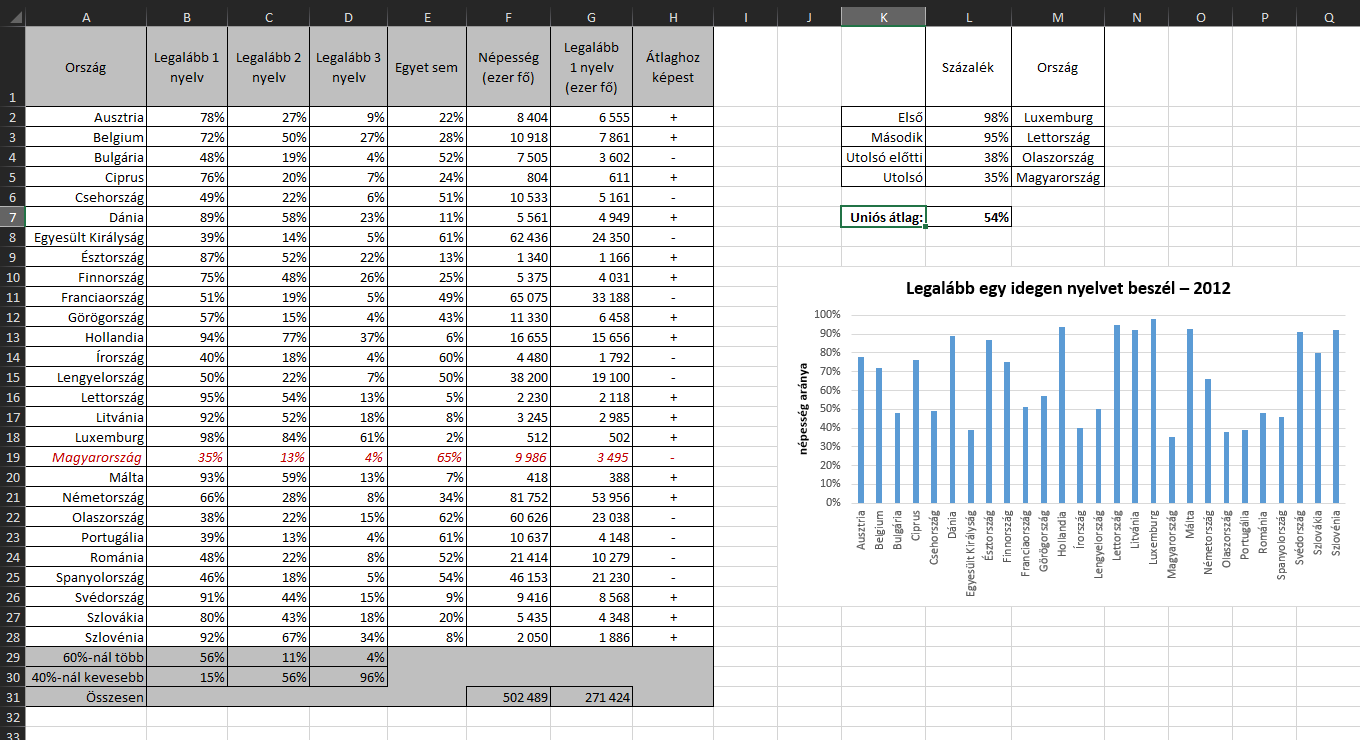 A B C D E F G H I J K L M N O P Q
1 Ország Legalább 1 nyelv Legalább 2 nyelv Legalább 3 nyelv Egyet sem Népesség (ezer fő) Legalább 1 nyelv (ezer fő) Átlaghoz képest Százalék Ország
2 Ausztria 78% 27% 9% 22% 8 404 6 555 + Első 98% Luxemburg
3 Belgium 72% 50% 27% 28% 10 918 7 861 + Második 95% Lettország
4 Bulgária 48% 19% 4% 52% 7 505 3 602 - Utolsó előtti 38% Olaszország
5 Ciprus 76% 20% 7% 24% 804 611 + Utolsó 35% Magyarország
6 Csehország 49% 22% 6% 51% 10 533 5 161 -
7 Dánia 89% 58% 23% 11% 5 561 4 949 + Uniós átlag: 54%
8 Egyesült Királyság 39% 14% 5% 61% 62 436 24 350 -
9 Észtország 87% 52% 22% 13% 1 340 1 166 +
10 Finnország 75% 48% 26% 25% 5 375 4 031 +
11 Franciaország 51% 19% 5% 49% 65 075 33 188 -
12 Görögország 57% 15% 4% 43% 11 330 6 458 +
13 Hollandia 94% 77% 37% 6% 16 655 15 656 +
14 Írország 40% 18% 4% 60% 4 480 1 792 -
15 Lengyelország 50% 22% 7% 50% 38 200 19 100 -
16 Lettország 95% 54% 13% 5% 2 230 2 118 +
17 Litvánia 92% 52% 18% 8% 3 245 2 985 +
18 Luxemburg 98% 84% 61% 2% 512 502 +
19 Magyarország 35% 13% 4% 65% 9 986 3 495 -
20 Málta 93% 59% 13% 7% 418 388 +
21 Németország 66% 28% 8% 34% 81 752 53 956 +
22 Olaszország 38% 22% 15% 62% 60 626 23 038 -
23 Portugália 39% 13% 4% 61% 10 637 4 148 -
24 Románia 48% 22% 8% 52% 21 414 10 279 -
25 Spanyolország 46% 18% 5% 54% 46 153 21 230 -
26 Svédország 91% 44% 15% 9% 9 416 8 568 +
27 Szlovákia 80% 43% 18% 20% 5 435 4 348 +
28 Szlovénia 92% 67% 34% 8% 2 050 1 886 +
29 60%-nál több 56% 11% 4%
30 40%-nál kevesebb 15% 56% 96%
31 Összesen 502 489 271 424
32
33
Legalább egy idegen nyelvet beszél – 2012
népesség aránya
100%
90%
80%
70%
60%
50%
40%
30%
20%
10%
0%
Ausztria
Belgium
Bulgária
Ciprus
Csehország
Dánia
Egyesült Királyság
Észtország
Finnország
Franciaország
Görögország
Hollandia
Írország
Lengyelország
Lettország
Litvánia
Luxemburg
Magyarország
Málta
Németország
Olaszország
Portugália
Románia
Spanyolország
Svédország
Szlovákia
Szlovénia